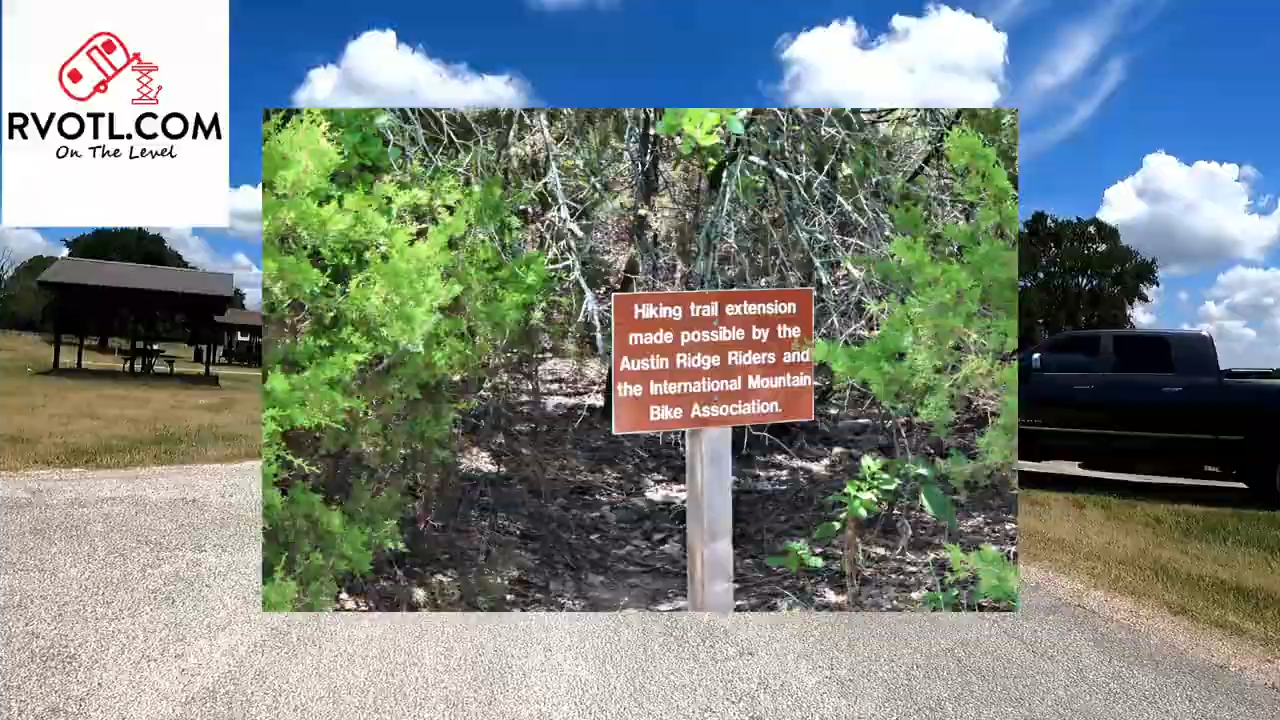 RVOTL.COM
On The Level
Hiking trail extension
made possible by the
Austin Ridge Riders and
the International Mountain
Bike Association.